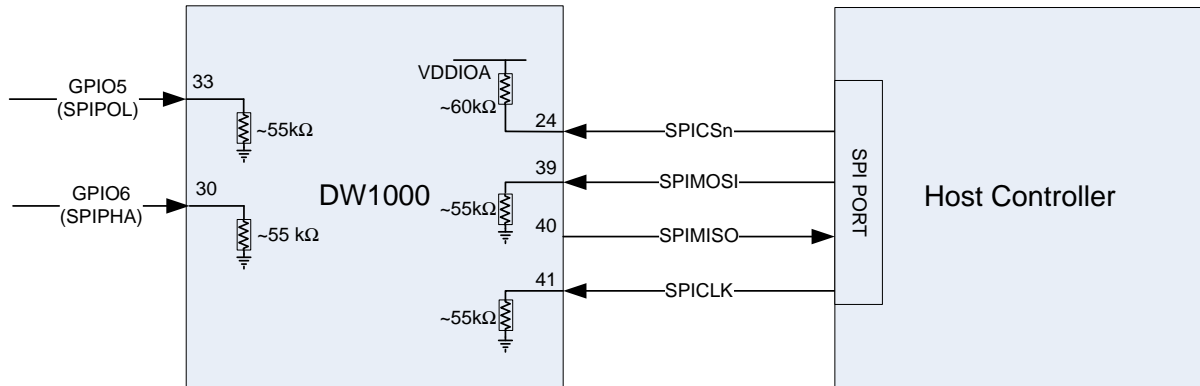 GPIO5
(SPIPOL)
33
~55kΩ
GPIO6
(SPIPHA)
30
~55 kΩ
DW1000
VDDIOA
~60kΩ
24
39
~55kΩ
40
41
~55kΩ
SPICSn
SPIMOSI
SPIMISO
SPICLK
SPI PORT
Host Controller